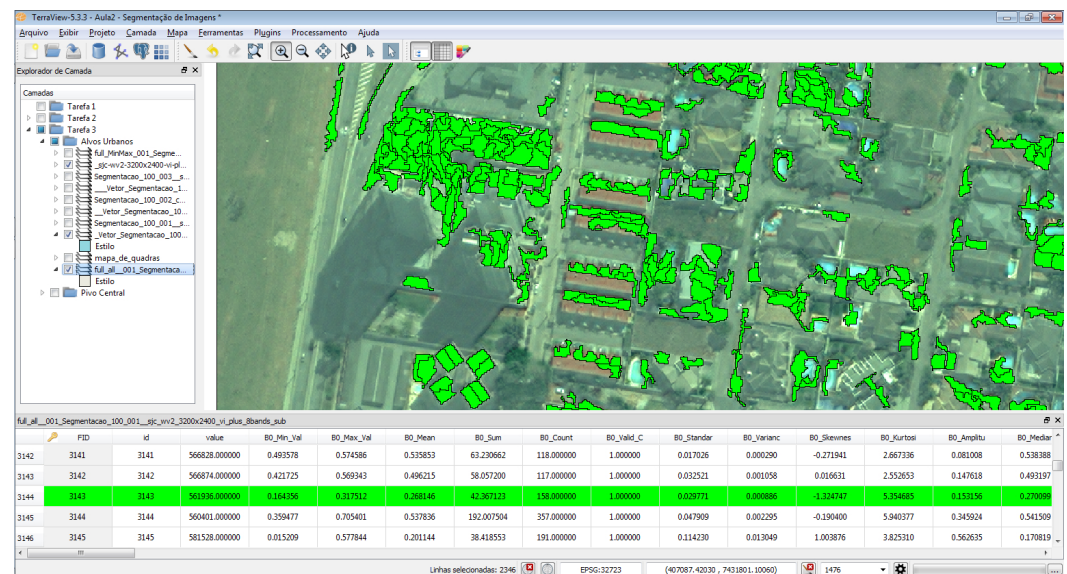 TerraView-5.3.3 - Aula2 - Segmentação de Imagens *
Arquivo Exibir Projeto Camada Mapa Ferramentas Plugins Processamento Ajuda
Explorador de Camada
Camadas
Tarefa 1
Tarefa 2
Tarefa 3
Alvos Urbanos
full_MinMax_001_Segme...
_sjc-wv2-3200x2400-vi-pl...
Segmentacao_100_003__s...
___Vetor_Segmentacao_1...
Segmentacao_100_002_c...
__Vetor_Segmentacao_10...
Segmentacao_100_001__s...
_Vetor_Segmentacao_100...
Estilo
mapa_de_quadras
full_all__001_Segmentaca...
Estilo
Pivo Central
full_all__001_Segmentacao_100_001__sjc_wv2_3200x2400_vi_plus_8bands_sub
FID id value B0_Min_Val B0_Max_Val B0_Mean B0_Sum B0_Count B0_Valid_C B0_Standar B0_Varianc B0_Skewnes B0_Kurtosi B0_Amplitu B0_Median
3142 3141 3141 566828.000000 0.493578 0.574586 0.535853 63.230662 118.000000 1.000000 0.017026 0.000290 -0.271941 2.667336 0.081008 0.538388
3143 3142 3142 566874.000000 0.421725 0.569343 0.496215 58.057200 117.000000 1.000000 0.032521 0.001058 0.016631 2.552653 0.147618 0.493197
3144 3143 3143 561936.000000 0.164356 0.317512 0.268146 42.367123 158.000000 1.000000 0.029771 0.000886 -1.324747 5.354685 0.153156 0.270099
3145 3144 3144 560401.000000 0.359477 0.705401 0.537836 192.007504 357.000000 1.000000 0.047909 0.002295 -0.190400 5.940377 0.345924 0.541509
3146 3145 3145 581528.000000 0.015209 0.577844 0.201144 38.418553 191.000000 1.000000 0.114230 0.013049 1.003876 3.825310 0.562635 0.170819
Linhas selecionadas: 2346 EPSG:32723 (407087.42030 , 7431801.10060) 1476